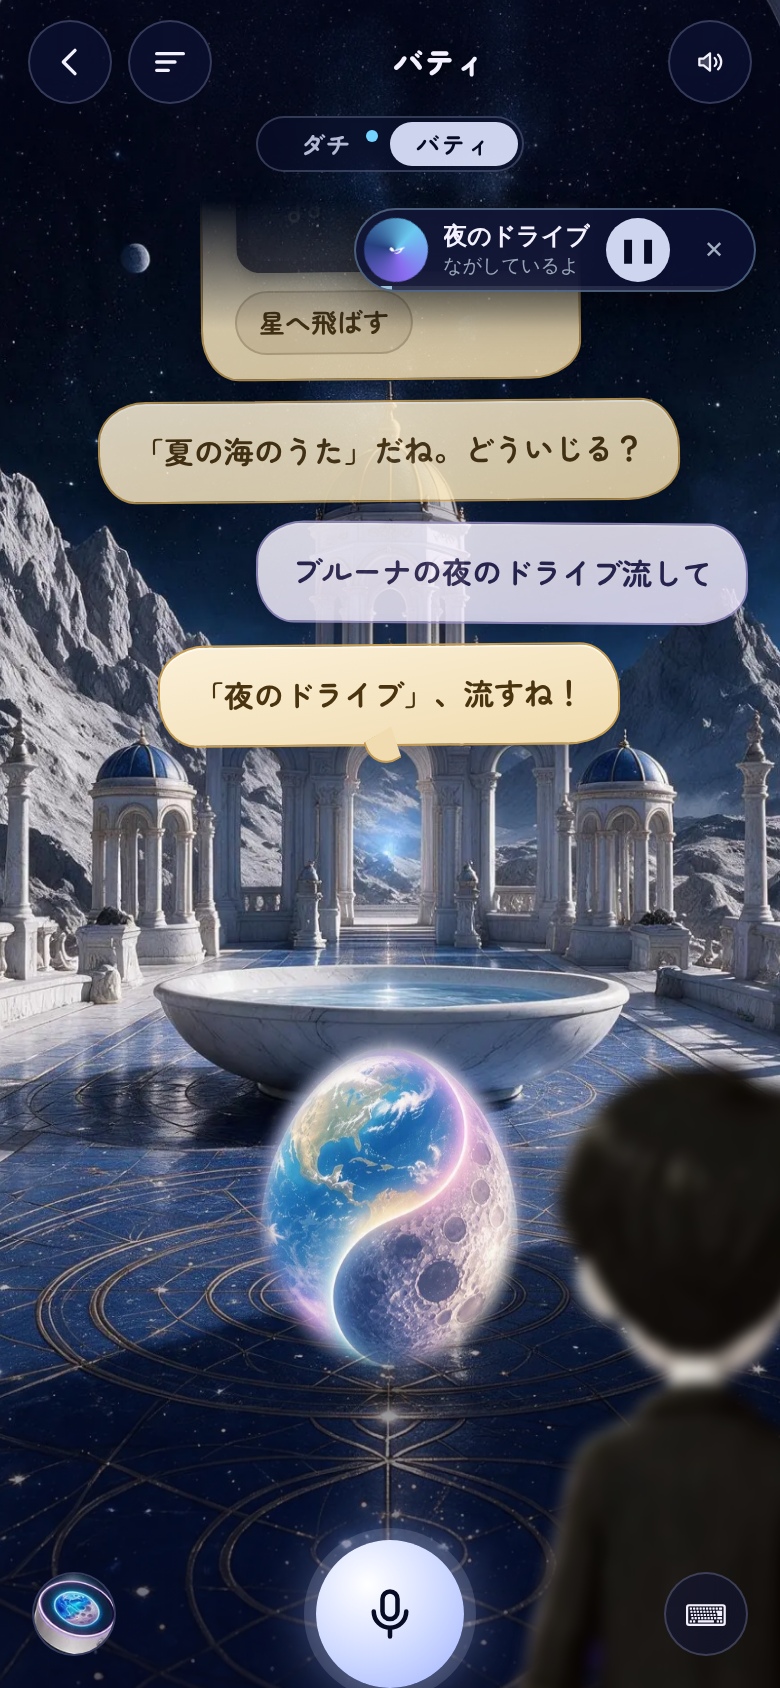 バティ
ダチ
バティ
夜のドライブ
ながしているよ
星へ飛ばす
「夏の海のうた」だね。どういじる？
ブルーナの夜のドライブ流して
「夜のドライブ」、流すね！